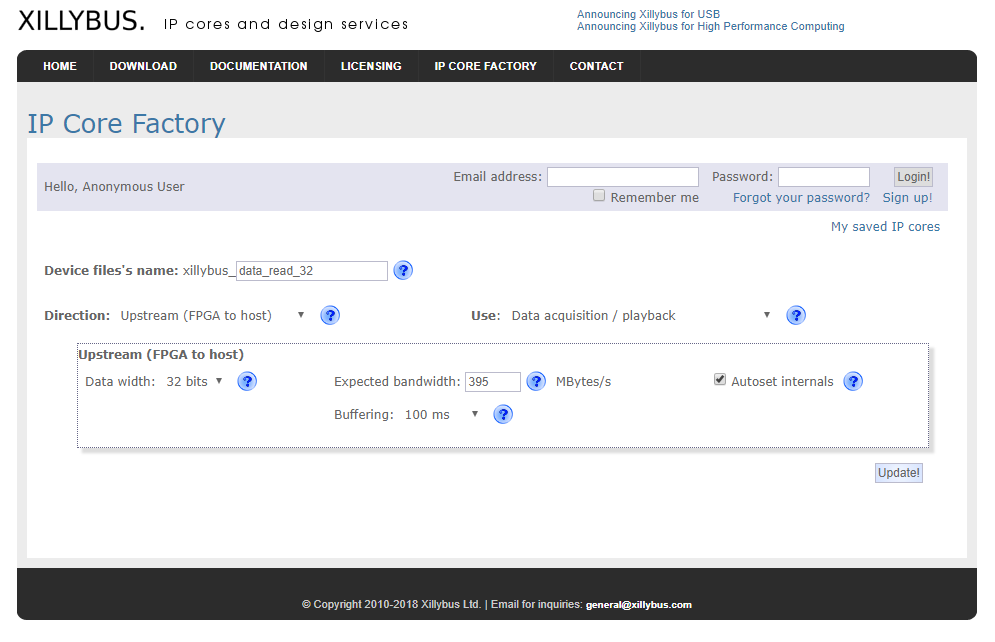 XILLYBUS. IP cores and design services
Announcing Xillybus for USB
Announcing Xillybus for High Performance Computing
HOME DOWNLOAD DOCUMENTATION LICENSING IP CORE FACTORY CONTACT
IP Core Factory
Hello, Anonymous User
Email address: Password: Login!
Remember me Forgot your password? Sign up!
My saved IP cores
Device files's name: xillybus_data_read_32 ?
Direction: Upstream (FPGA to host) ? Use: Data acquisition / playback ?
Upstream (FPGA to host)
Data width: 32 bits ? Expected bandwidth: 395 ? MBytes/s Autoset internals ?
Buffering: 100 ms ?
Update!
© Copyright 2010-2018 Xillybus Ltd. | Email for inquiries: general@xillybus.com